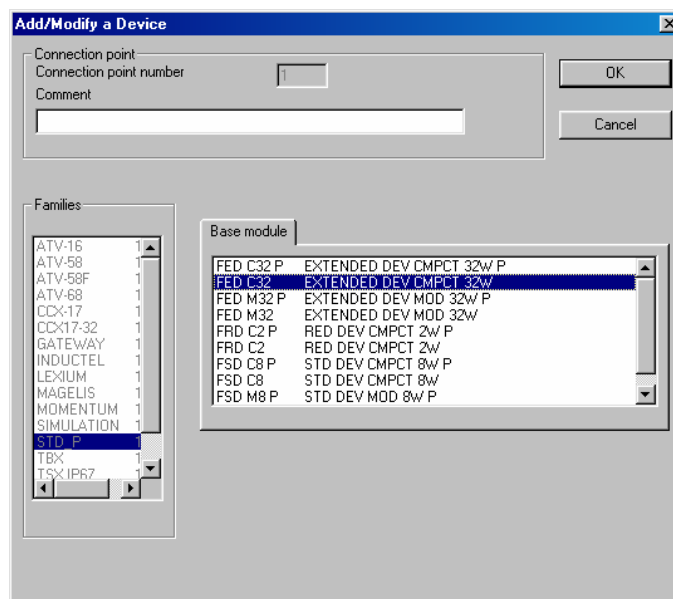 Add/Modify a Device
Connection point
Connection point number
1
OK
Comment
Cancel
Families
ATV-16 1
ATV-58 1
ATV-58F 1
ATV-68 1
CCX-17 1
CCX17-32 1
GATEWAY 1
INDUCTEL 1
LEXIUM 1
MAGELIS 1
MOMENTUM 1
SIMULATION 1
STD_P 1
TBX 1
TSX IP67 1
Base module
FED C32 P EXTENDED DEV CMPCT 32W P
FED C32 EXTENDED DEV CMPCT 32W
FED M32 P EXTENDED DEV MOD 32W P
FED M32 EXTENDED DEV MOD 32W
FRD C2 P RED DEV CMPCT 2W P
FRD C2 RED DEV CMPCT 2W
FSD C8 P STD DEV CMPCT 8W P
FSD C8 STD DEV CMPCT 8W
FSD M8 P STD DEV MOD 8W P